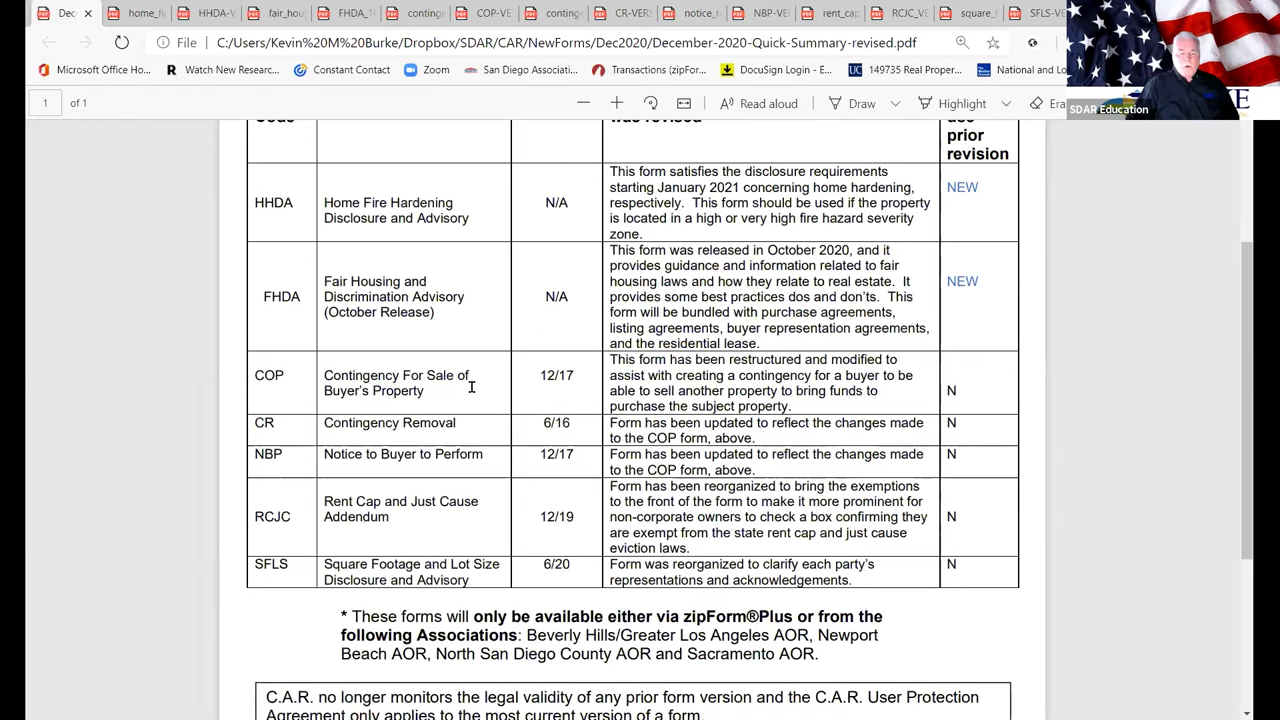 Dec
home_fi
HHDA-V
fair_hou
FHDA_1
conting
COP-VE
conting
CR-VERS
notice_t
NBP-VE
rent_cap
RCJC_VE
square_
SFLS-VE
File C:/Users/Kevin%20M%20Burke/Dropbox/SDAR/CAR/NewForms/Dec2020/December-2020-Quick-Summary-revised.pdf
Microsoft Office Ho...
Watch New Researc...
Constant Contact
Zoom
San Diego Associati...
Transactions (zipFor...
DocuSign Login - E...
149735 Real Proper...
National and Lo
SDAR Education
1 of 1
Read aloud
Draw
Highlight
Era
Code
was revised
use
prior
revision
HHDA
Home Fire Hardening
Disclosure and Advisory
N/A
This form satisfies the disclosure requirements
starting January 2021 concerning home hardening,
respectively. This form should be used if the property
is located in a high or very high fire hazard severity
zone.
NEW
FHDA
Fair Housing and
Discrimination Advisory
(October Release)
N/A
This form was released in October 2020, and it
provides guidance and information related to fair
housing laws and how they relate to real estate. It
provides some best practices dos and don'ts. This
form will be bundled with purchase agreements,
listing agreements, buyer representation agreements,
and the residential lease.
NEW
COP
Contingency For Sale of
Buyer's Property
12/17
This form has been restructured and modified to
assist with creating a contingency for a buyer to be
able to sell another property to bring funds to
purchase the subject property.
N
CR
Contingency Removal
6/16
Form has been updated to reflect the changes made
to the COP form, above.
N
NBP
Notice to Buyer to Perform
12/17
Form has been updated to reflect the changes made
to the COP form, above.
N
RCJC
Rent Cap and Just Cause
Addendum
12/19
Form has been reorganized to bring the exemptions
to the front of the form to make it more prominent for
non-corporate owners to check a box confirming they
are exempt from the state rent cap and just cause
eviction laws.
N
SFLS
Square Footage and Lot Size
Disclosure and Advisory
6/20
Form was reorganized to clarify each party's
representations and acknowledgements.
N
* These forms will only be available either via zipForm®Plus or from the
following Associations: Beverly Hills/Greater Los Angeles AOR, Newport
Beach AOR, North San Diego County AOR and Sacramento AOR.
C.A.R. no longer monitors the legal validity of any prior form version and the C.A.R. User Protection
Agreement only applies to the most current version of a form.